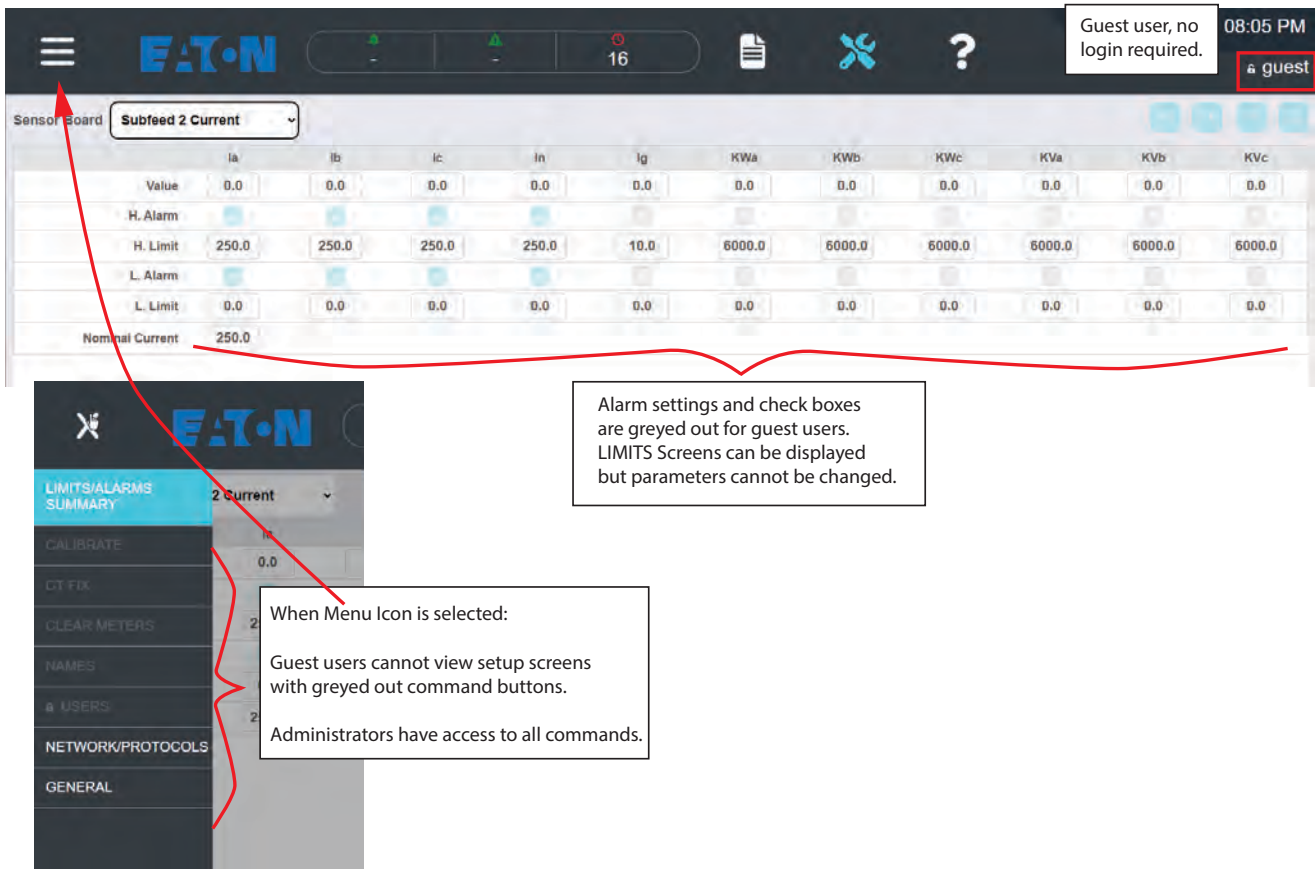 Guest user, no
login required.
08:05 PM
guest
EATON
-
-
16
?
Sensor Board Subfeed 2 Current
Ia Ib Ic In Ig KWa KWb KWc KVa KVb KVc
Value 0.0 0.0 0.0 0.0 0.0 0.0 0.0 0.0 0.0 0.0 0.0
H. Alarm
H. Limit 250.0 250.0 250.0 250.0 10.0 6000.0 6000.0 6000.0 6000.0 6000.0 6000.0
L. Alarm
L. Limit 0.0 0.0 0.0 0.0 0.0 0.0 0.0 0.0 0.0 0.0 0.0
Nominal Current 250.0
Alarm settings and check boxes
are greyed out for guest users.
LIMITS Screens can be displayed
but parameters cannot be changed.
EATON
LIMITS/ALARMS
SUMMARY
2 Current
CALIBRATE
0.0
CT FIX
CLEAR METERS
NAMES
USERS
NETWORK/PROTOCOLS
GENERAL
When Menu Icon is selected:
Guest users cannot view setup screens
with greyed out command buttons.
Administrators have access to all commands.